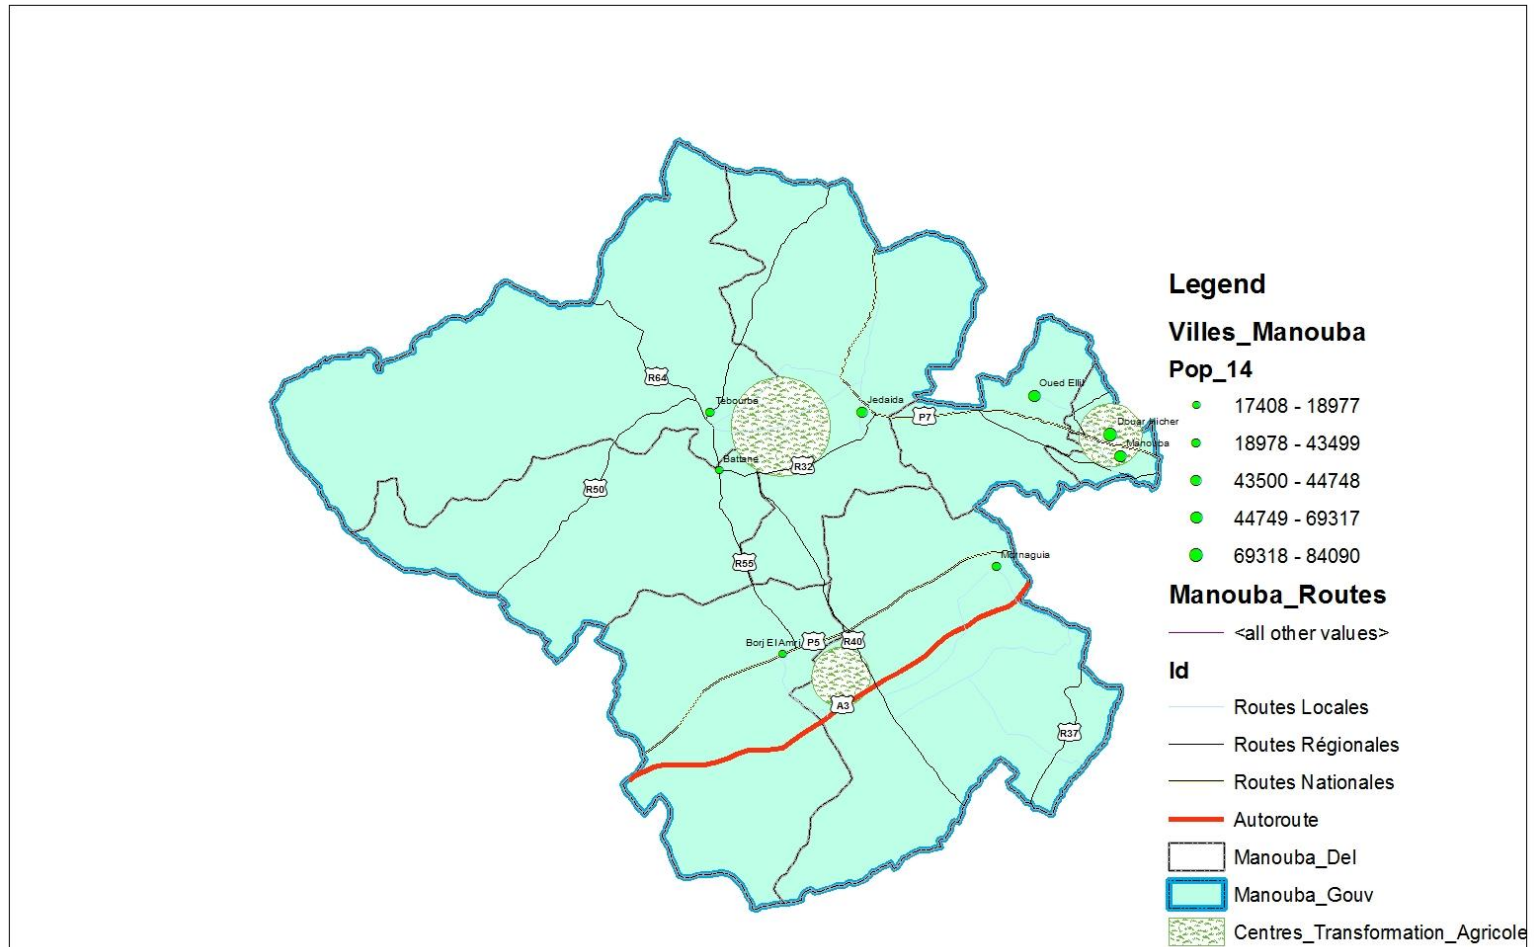 Legend
Villes_Manouba
Pop_14
17408 - 18977
18978 - 43499
43500 - 44748
44749 - 69317
69318 - 84090
Manouba_Routes
<all other values>
Id
Routes Locales
Routes Régionales
Routes Nationales
Autoroute
Manouba_Del
Manouba_Gouv
Centres_Transformation_Agricole
R64
Tebourba
Jedaida
P7
Oued Ellil
Douar Hicher
Manouba
Battane
R32
R50
R55
Mornaguia
Borj El Amri
P5
R40
A3
R37